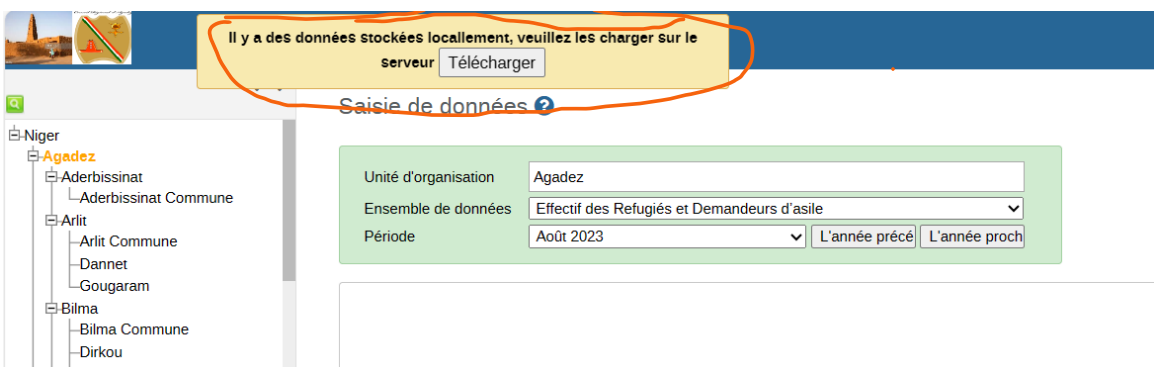 Il y a des données stockées locallement, veuillez les charger sur le
serveur Télécharger
Saisie de données ?
Niger
Agadez
Aderbissinat
Aderbissinat Commune
Arlit
Arlit Commune
Dannet
Gougaram
Bilma
Bilma Commune
Dirkou
Unité d'organisation Agadez
Ensemble de données Effectif des Refugiés et Demandeurs d'asile
Période Août 2023 L'année précé L'année proch